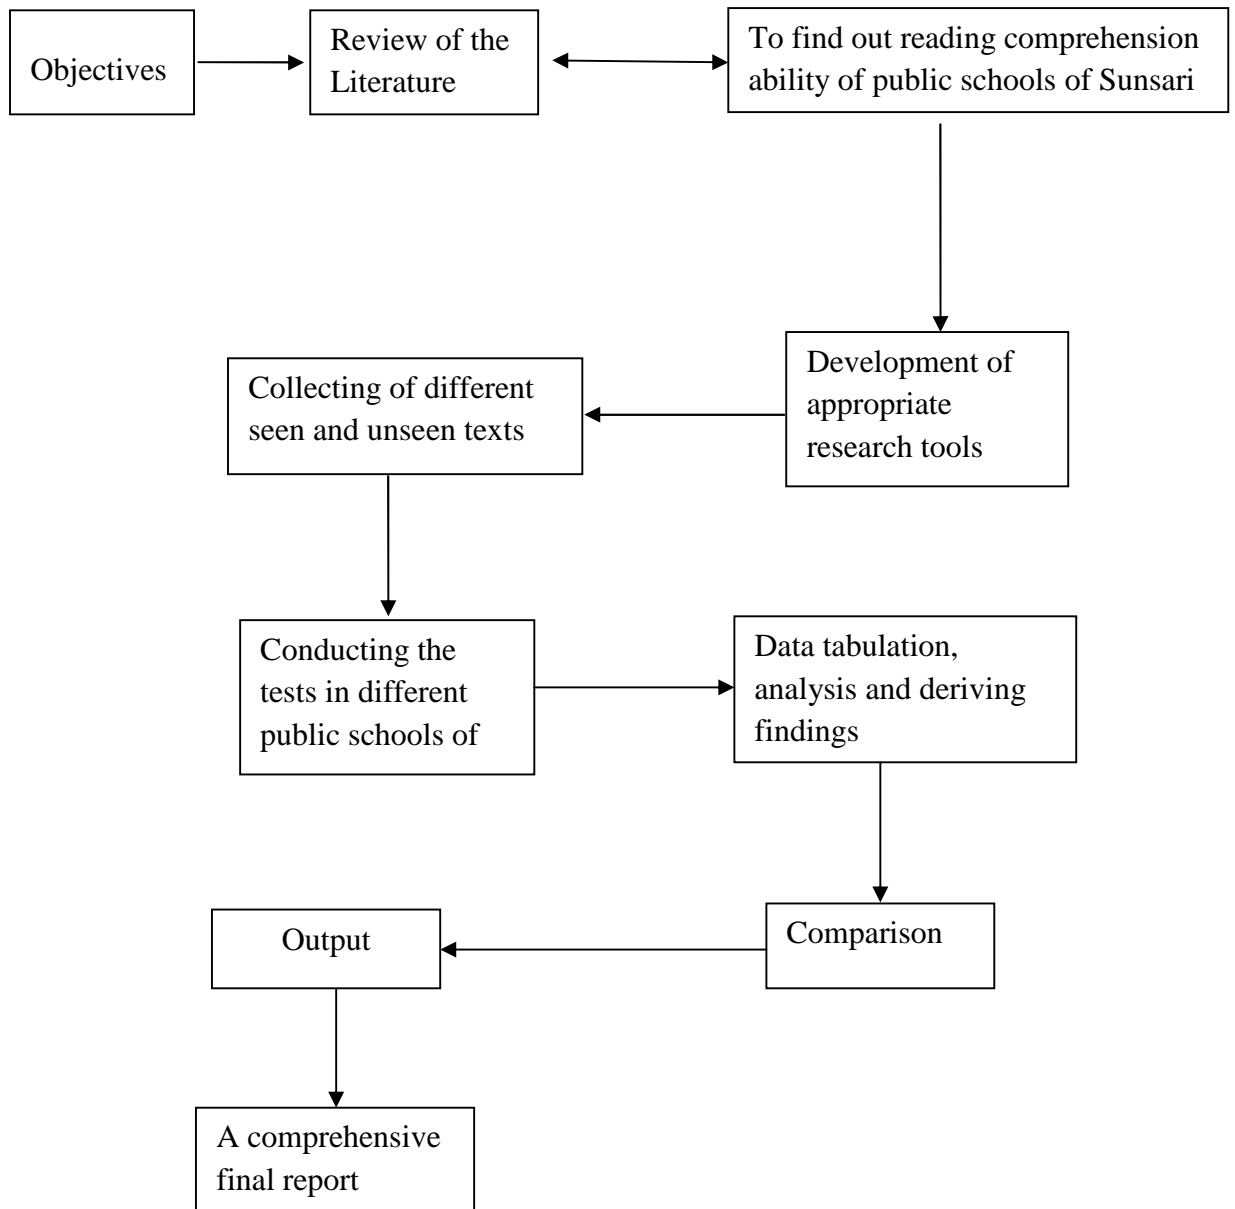 Objectives
Review of the
Literature
To find out reading comprehension
ability of public schools of Sunsari
Development of
appropriate
research tools
Collecting of different
seen and unseen texts
Conducting the
tests in different
public schools of
Data tabulation,
analysis and deriving
findings
Comparison
Output
A comprehensive
final report